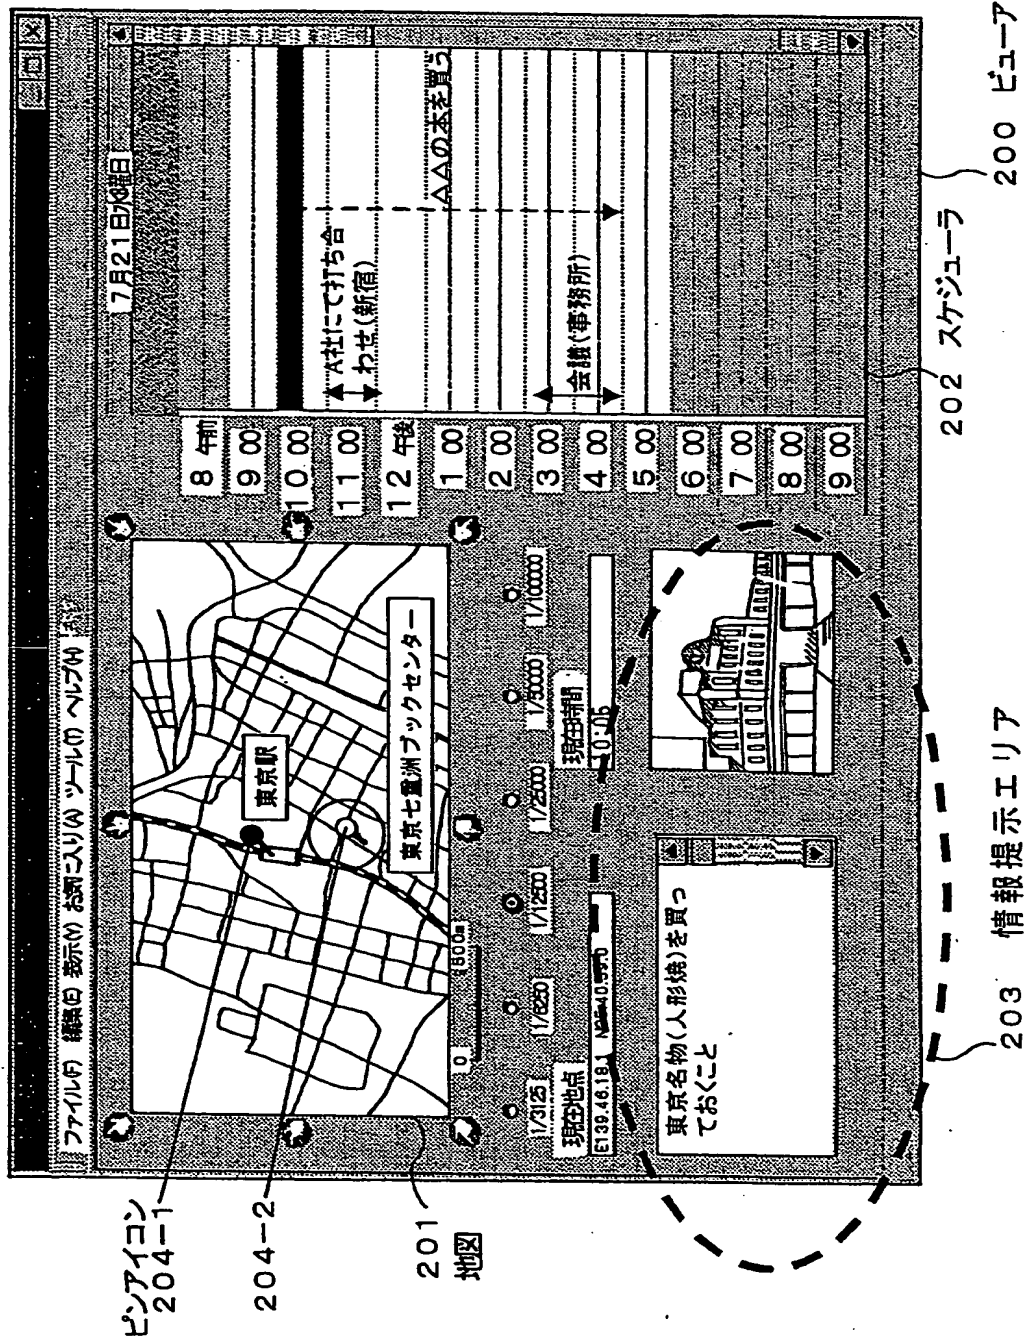 ファイル(F) 編集(E) 表示(V) お気に入り(A) ツール(T) ヘルプ(H)
7月21日水曜日
東京駅
東京七重洲ブックセンター
0 500m
1/3125 1/6250 1/12500 1/25000 1/50000 1/100000
現在地点
E139.46.18.1
現在時間
10:05
東京名物(人形焼)を買っ
ておくこと
8 午前
9 00
10 00
11 00
12 午後
1 00
2 00
3 00
4 00
5 00
6 00
7 00
8 00
9 00
A社にて打ち合
わせ(新宿)
△△の本を買う
会議(事務所)
ピンアイコン
204-1
204-2
201
地図
203 情報提示エリア
202 スケジューラ
200 ビューア